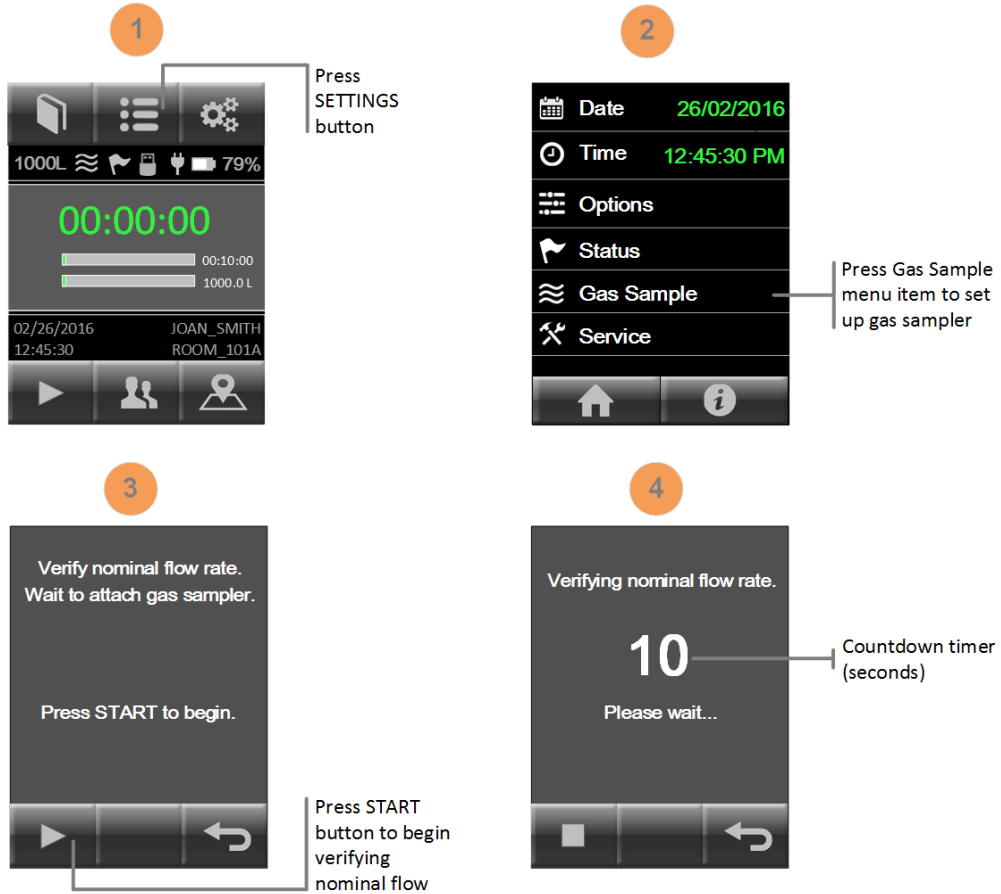 1
Press
SETTINGS
button
1000L 79%
00:00:00
00:10:00
1000.0 L
02/26/2016 JOAN_SMITH
12:45:30 ROOM_101A
2
Date 26/02/2016
Time 12:45:30 PM
Options
Status
Gas Sample
Service
Press Gas Sample
menu item to set
up gas sampler
3
Verify nominal flow rate.
Wait to attach gas sampler.
Press START to begin.
Press START
button to begin
verifying
nominal flow
4
Verifying nominal flow rate.
10
Please wait...
Countdown timer
(seconds)